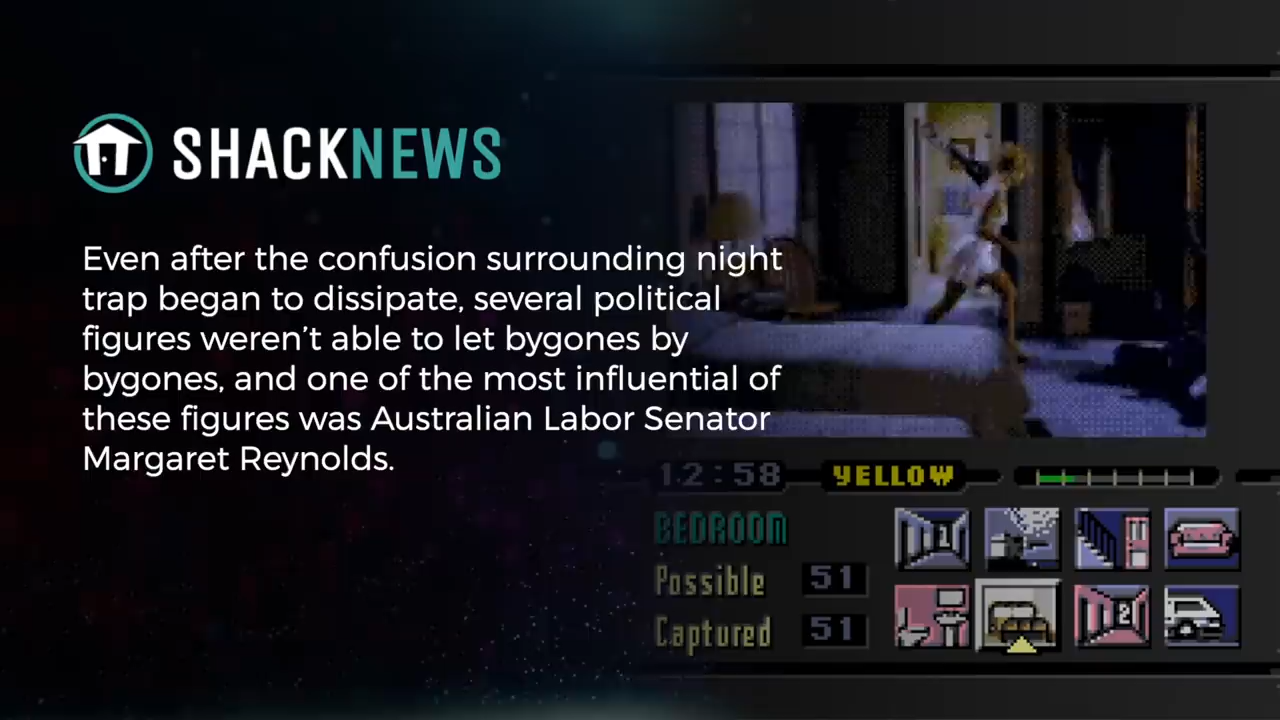 SHACKNEWS
Even after the confusion surrounding night
trap began to dissipate, several political
figures weren't able to let bygones by
bygones, and one of the most influential of
these figures was Australian Labor Senator
Margaret Reynolds.
12:58 YELLOW
BEDROOM
Possible 51
Captured 51
1
2